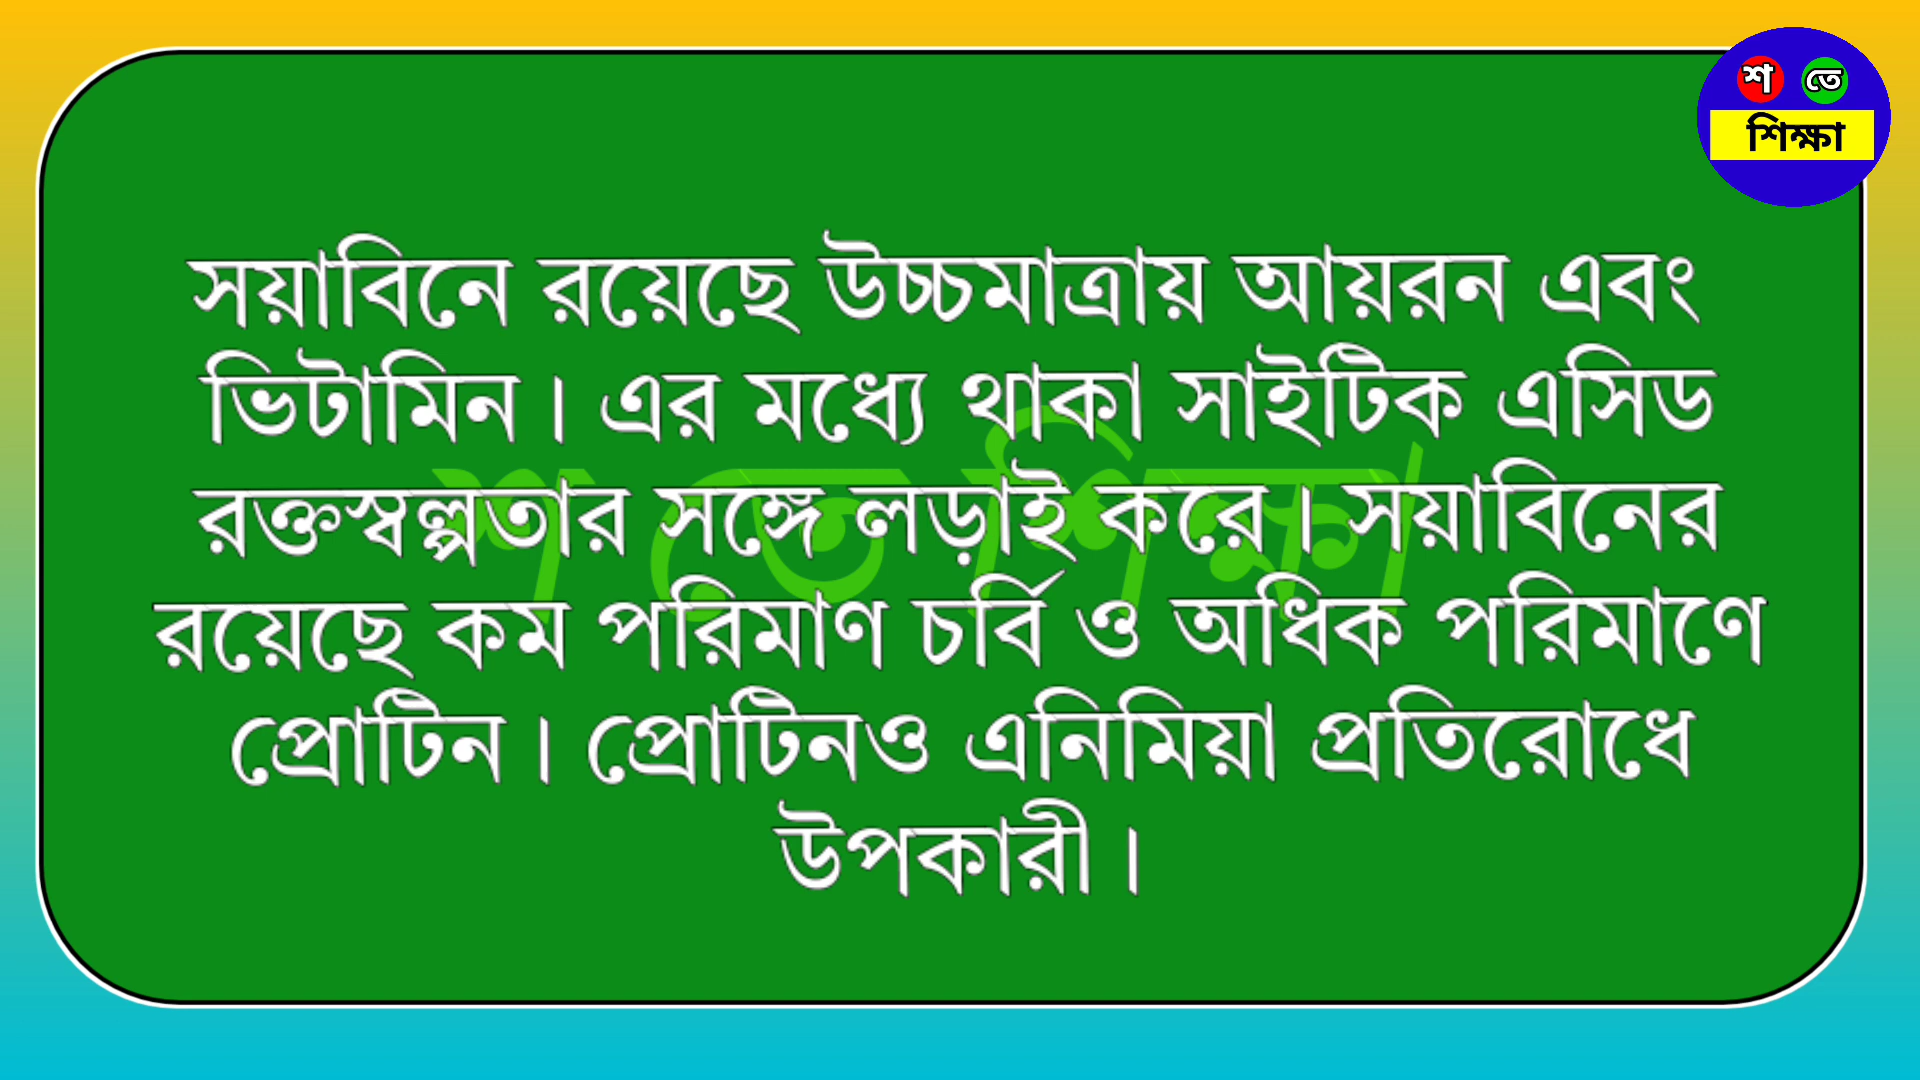 শ তে
শিক্ষা
সয়াবিনে রয়েছে উচ্চমাত্রায় আয়রন এবং
ভিটামিন। এর মধ্যে থাকা সাইটিক এসিড
রক্তস্বল্পতার সঙ্গে লড়াই করে। সয়াবিনের
রয়েছে কম পরিমাণ চর্বি ও অধিক পরিমাণে
প্রোটিন। প্রোটিনও এনিমিয়া প্রতিরোধে
উপকারী।
শ তে শিক্ষা